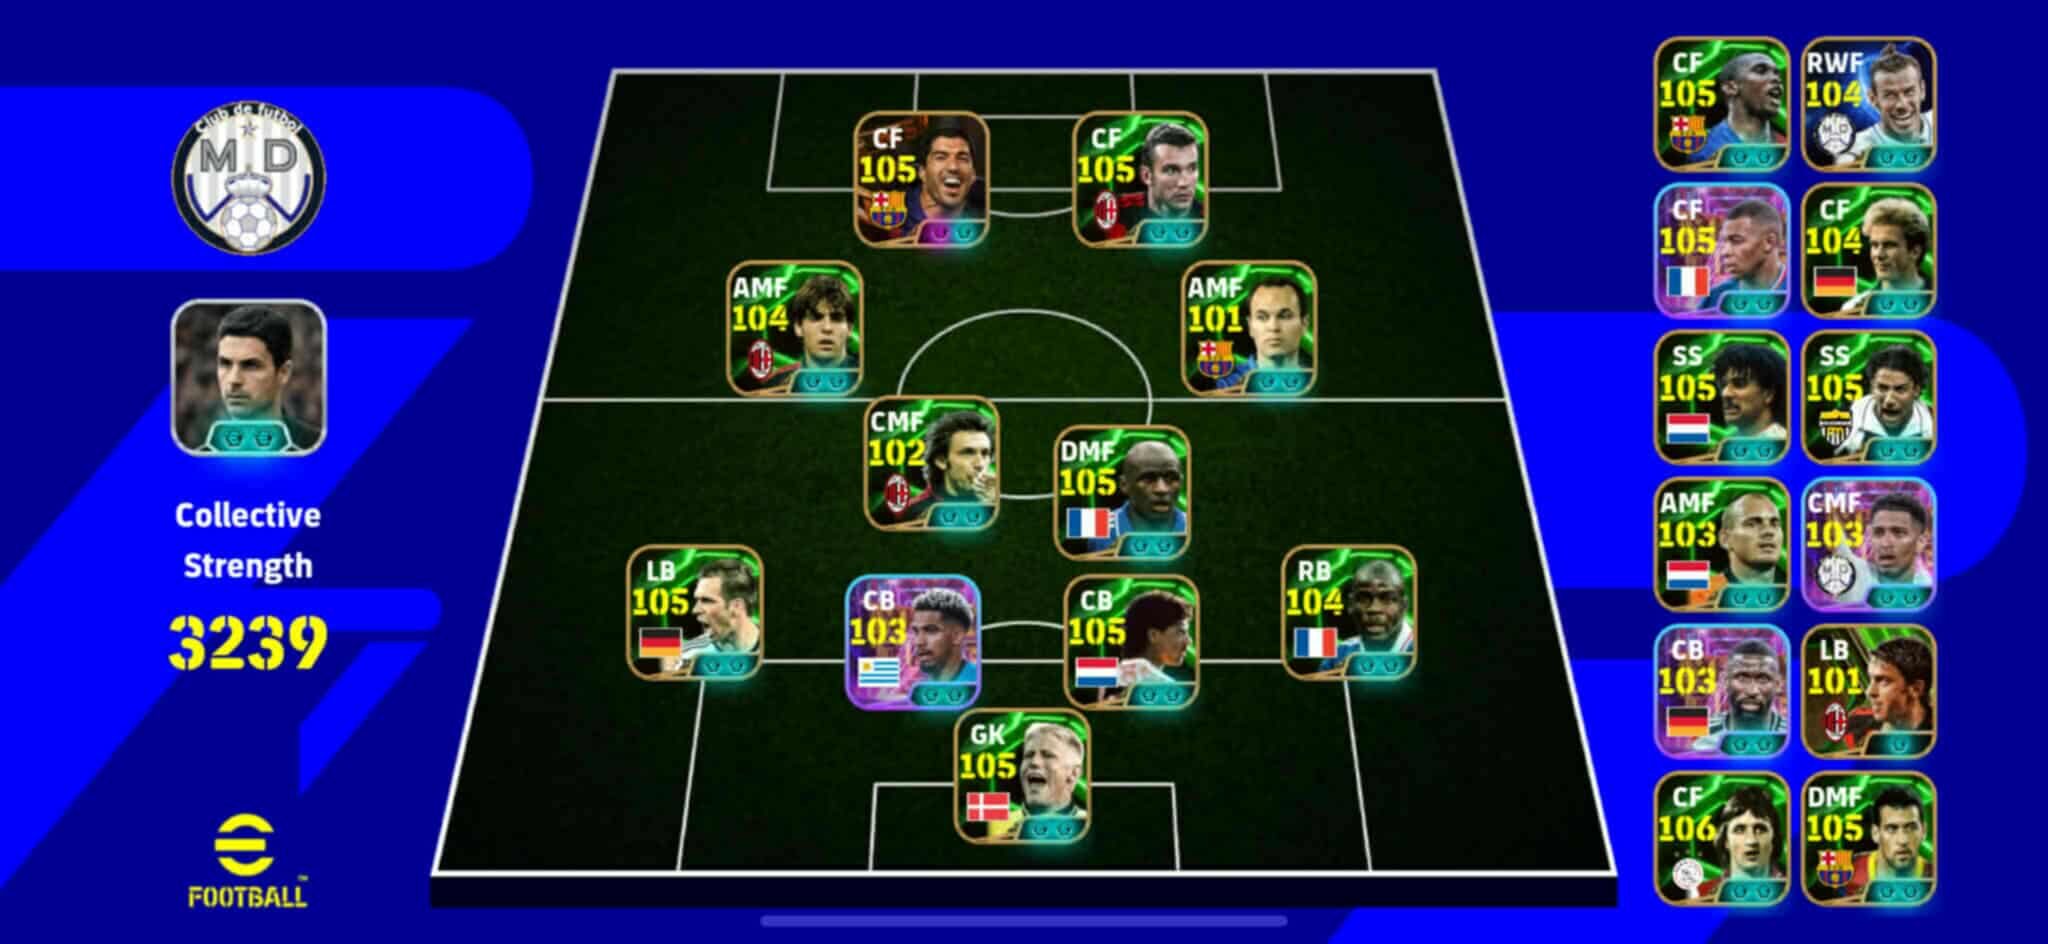 Club de futbol
M D
Collective
Strength
3239
FOOTBALL™
CF
105
CF
105
AMF
104
AMF
101
CMF
102
DMF
105
LB
105
CB
103
CB
105
RB
104
GK
105
CF
105
RWF
104
CF
105
CF
104
SS
105
SS
105
AMF
103
CMF
103
CB
103
LB
101
CF
106
DMF
105